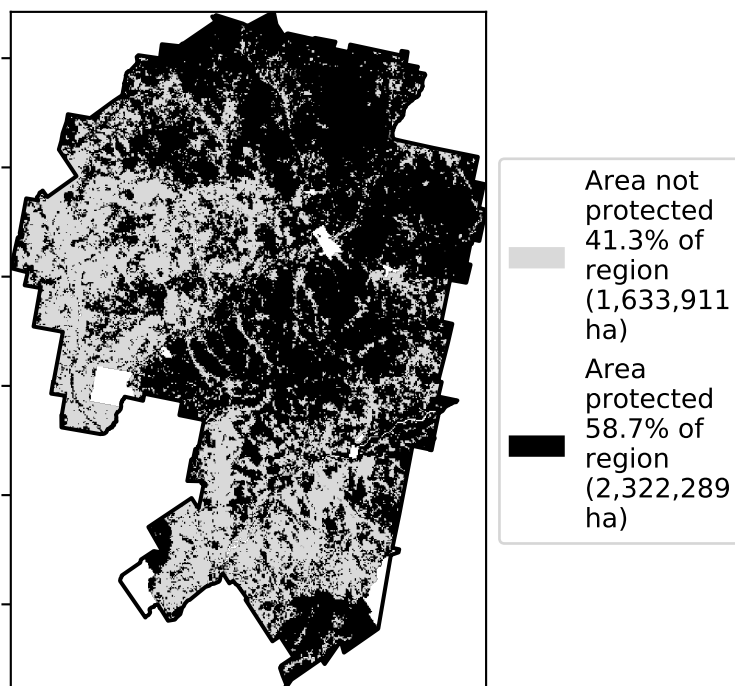 Area not
protected
41.3% of
region
(1,633,911
ha)
Area
protected
58.7% of
region
(2,322,289
ha)